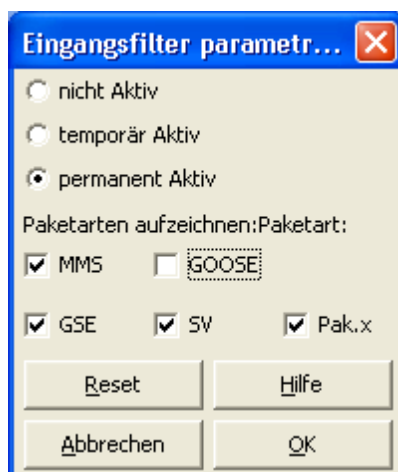 Eingangsfilter parametr...
nicht Aktiv
temporär Aktiv
permanent Aktiv
Paketarten aufzeichnen:Paketart:
MMS GOOSE
GSE SV Pak.x
Reset Hilfe
Abbrechen OK